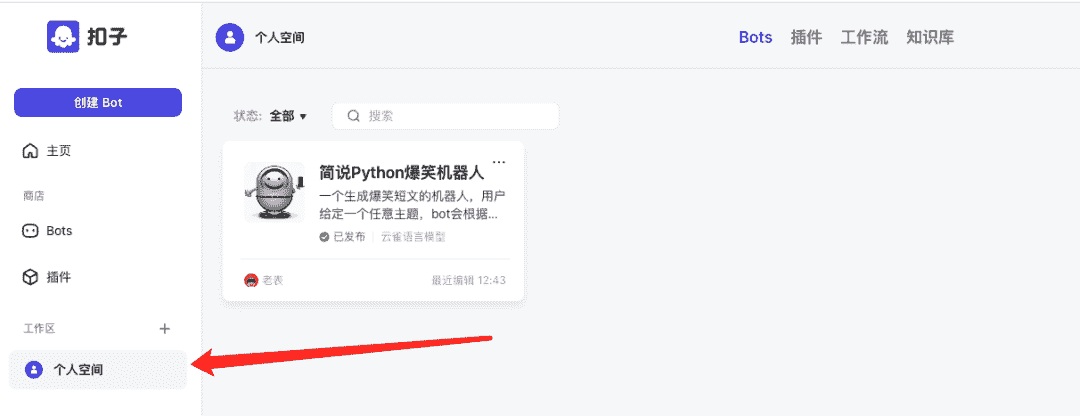 扣子
创建 Bot
主页
商店
Bots
插件
工作区
个人空间
个人空间
Bots 插件 工作流 知识库
状态: 全部
搜索
简说Python爆笑机器人
一个生成爆笑短文的机器人，用户
给定一个任意主题，bot会根据...
已发布 云雀语言模型
老表 最近编辑 12:43